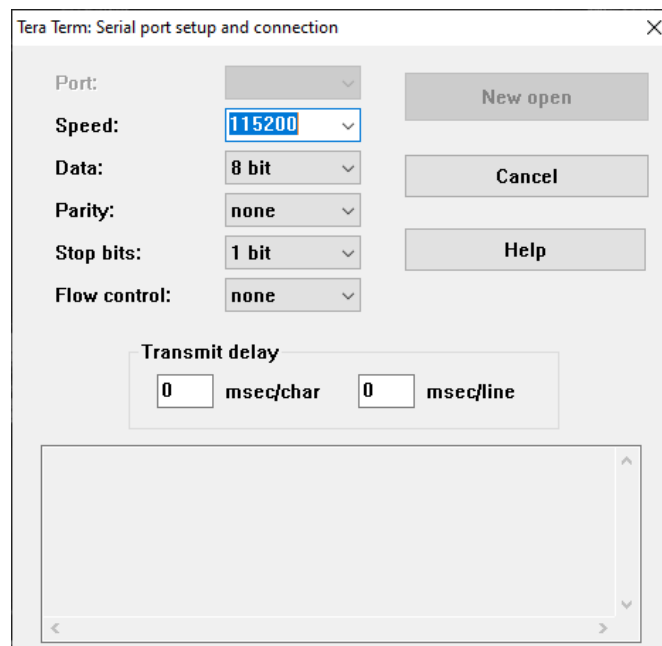 Tera Term: Serial port setup and connection
Port:
New open
Speed: 115200
Data: 8 bit
Cancel
Parity: none
Stop bits: 1 bit
Help
Flow control: none
Transmit delay
0 msec/char 0 msec/line